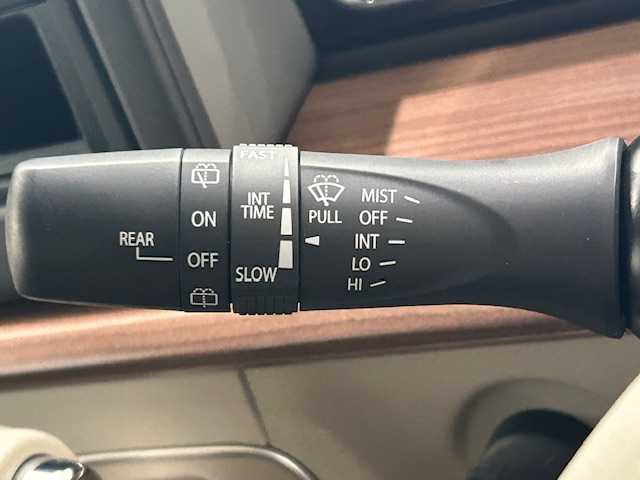 REAR
ON
OFF
FAST
INT
TIME
SLOW
PULL
MIST
OFF
INT
LO
HI